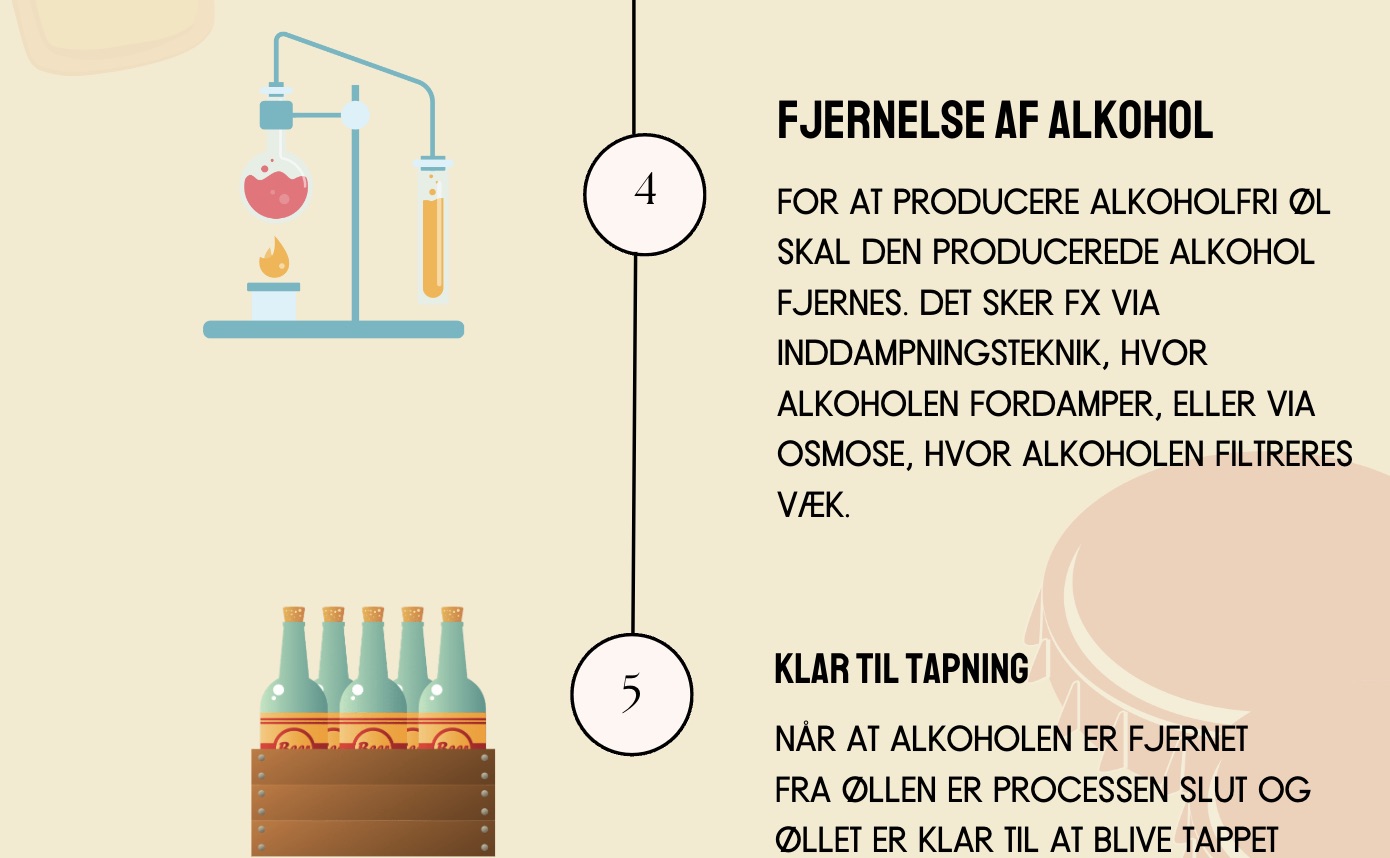 4
FJERNELSE AF ALKOHOL
FOR AT PRODUCERE ALKOHOLFRI ØL
SKAL DEN PRODUCEREDE ALKOHOL
FJERNES. DET SKER FX VIA
INDDAMPNINGSTEKNIK, HVOR
ALKOHOLEN FORDAMPER, ELLER VIA
OSMOSE, HVOR ALKOHOLEN FILTRERES
VÆK.
5
KLAR TIL TAPNING
NÅR AT ALKOHOLEN ER FJERNET
FRA ØLLEN ER PROCESSEN SLUT OG
ØLLET ER KLAR TIL AT BLIVE TAPPET